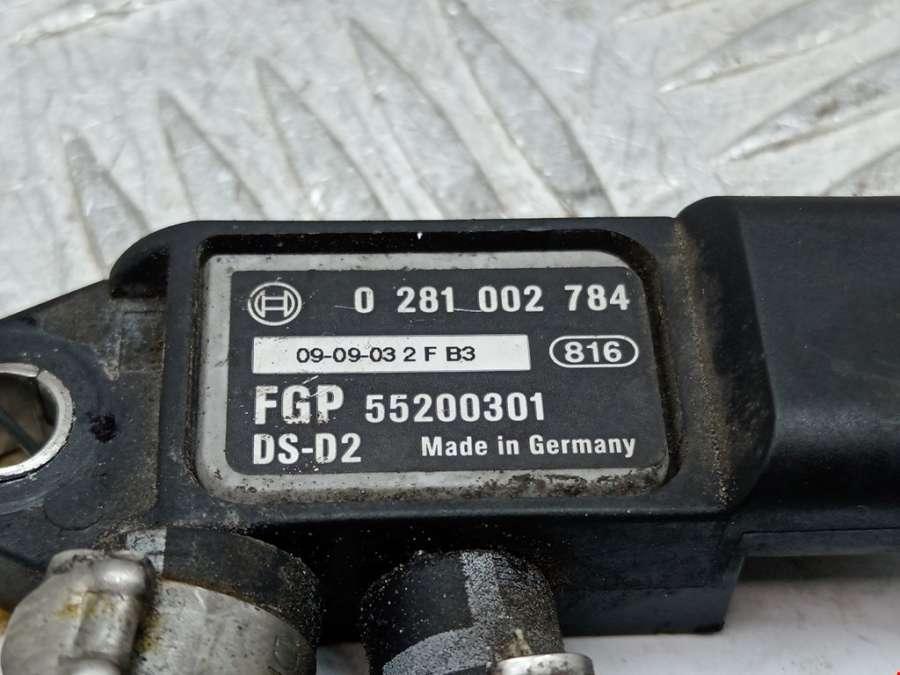 0 281 002 784
09-09-03 2 F B3
816
FGP 55200301
DS-D2 Made in Germany